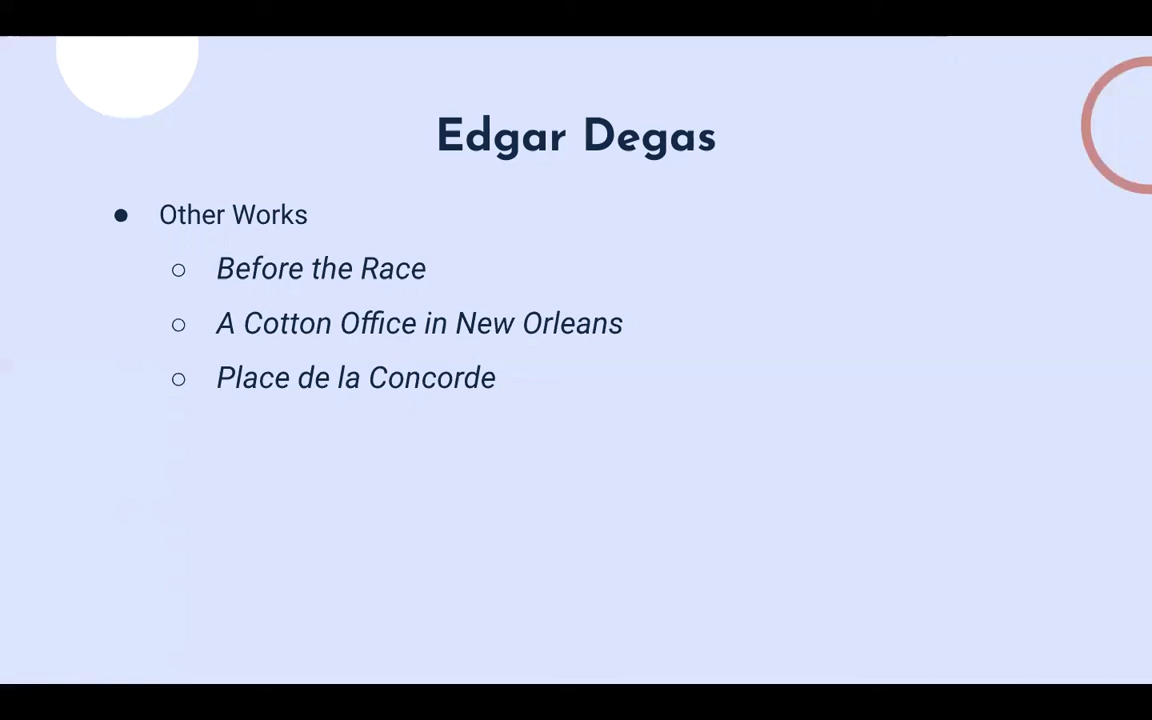 Edgar Degas
● Other Works
○ Before the Race
○ A Cotton Office in New Orleans
○ Place de la Concorde